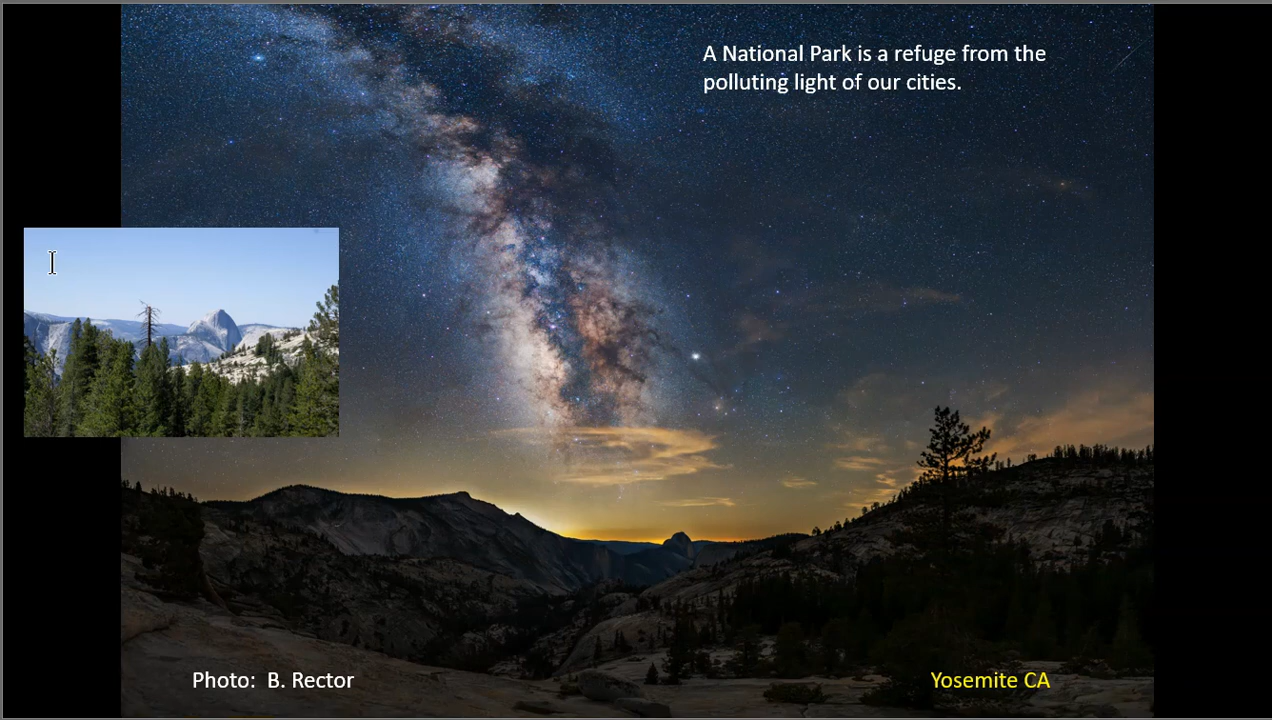 A National Park is a refuge from the
polluting light of our cities.
Photo:  B. Rector
Yosemite CA